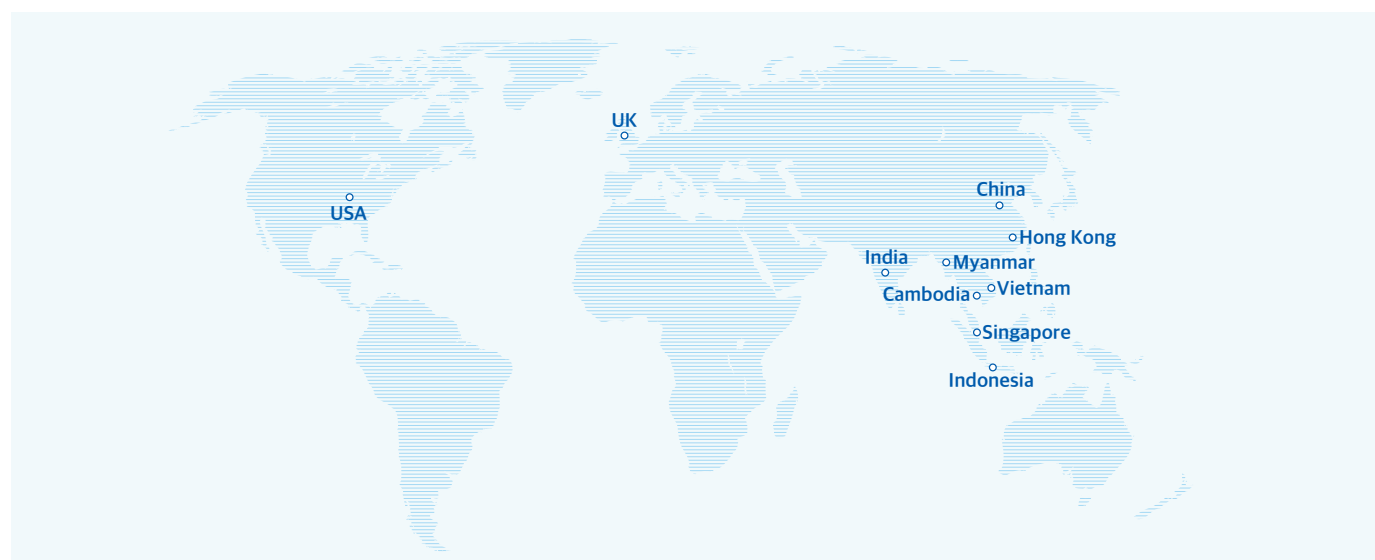 UK
China
USA
Hong Kong
India
Myanmar
Vietnam
Cambodia
Singapore
Indonesia